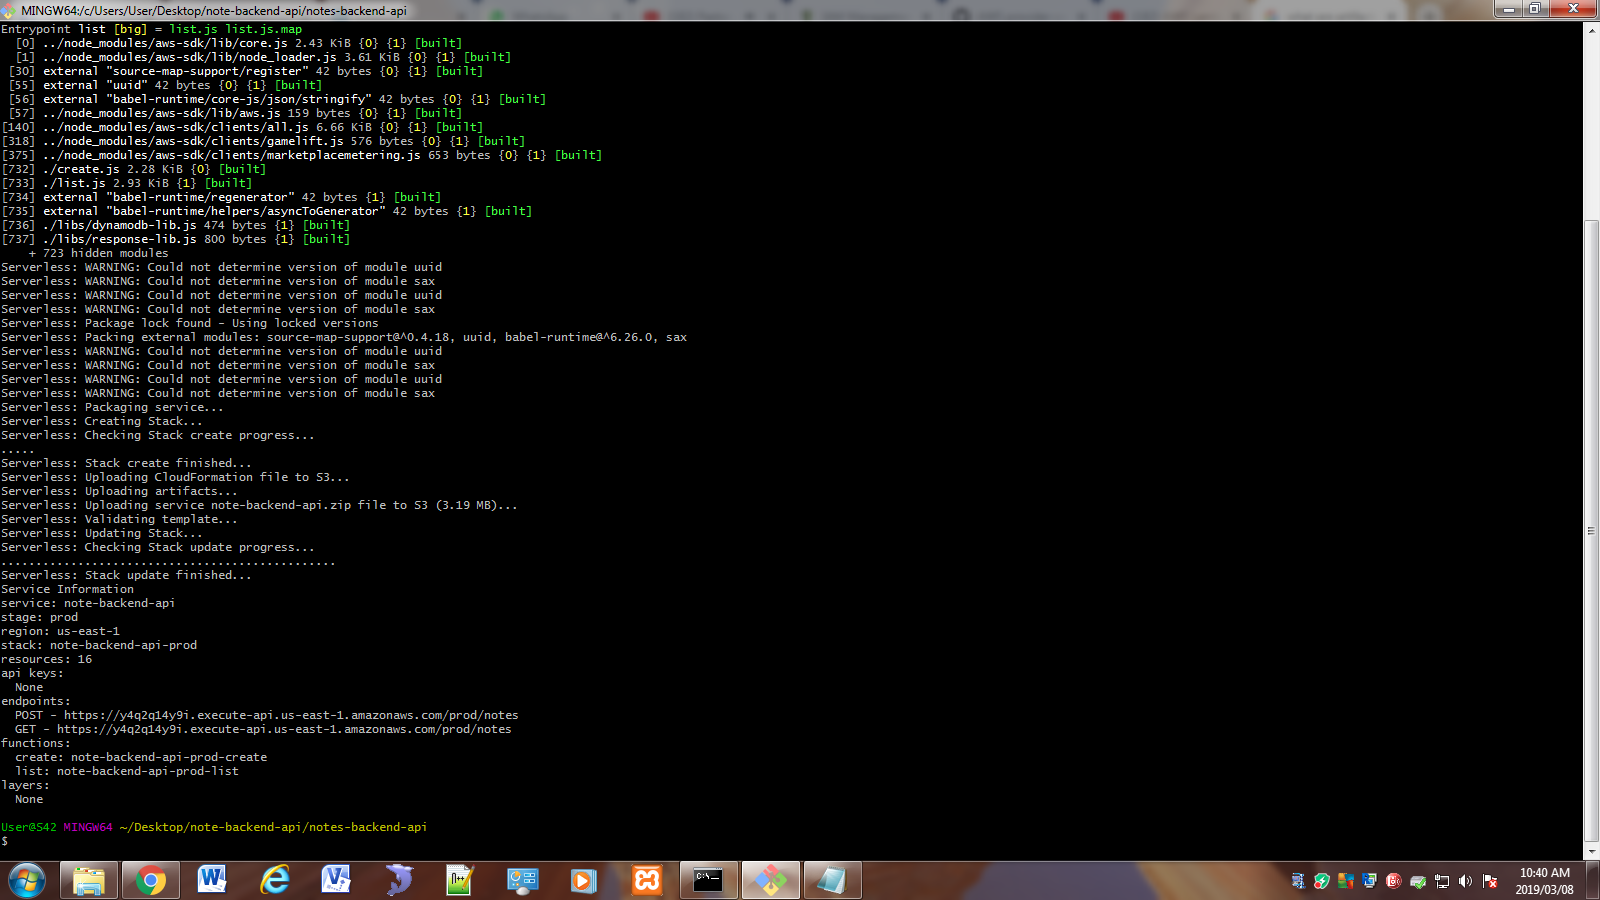 MINGW64:/c/Users/User/Desktop/note-backend-api/notes-backend-api
Entrypoint list [big] = list.js list.js.map
[0] ../node_modules/aws-sdk/lib/core.js 2.43 KiB {0} {1} [built]
[1] ../node_modules/aws-sdk/lib/node_loader.js 3.61 KiB {0} {1} [built]
[30] external "source-map-support/register" 42 bytes {0} {1} [built]
[55] external "uuid" 42 bytes {0} {1} [built]
[56] external "babel-runtime/core-js/json/stringify" 42 bytes {0} {1} [built]
[57] ../node_modules/aws-sdk/lib/aws.js 159 bytes {0} {1} [built]
[140] ../node_modules/aws-sdk/clients/all.js 6.66 KiB {0} {1} [built]
[318] ../node_modules/aws-sdk/clients/gamelift.js 576 bytes {0} {1} [built]
[375] ../node_modules/aws-sdk/clients/marketplacemetering.js 653 bytes {0} {1} [built]
[732] ./create.js 2.28 KiB {0} [built]
[733] ./list.js 2.93 KiB {1} [built]
[734] external "babel-runtime/regenerator" 42 bytes {1} [built]
[735] external "babel-runtime/helpers/asyncToGenerator" 42 bytes {1} [built]
[736] ./libs/dynamodb-lib.js 474 bytes {1} [built]
[737] ./libs/response-lib.js 800 bytes {1} [built]
+ 723 hidden modules
Serverless: WARNING: Could not determine version of module uuid
Serverless: WARNING: Could not determine version of module sax
Serverless: WARNING: Could not determine version of module uuid
Serverless: WARNING: Could not determine version of module sax
Serverless: Package lock found - Using locked versions
Serverless: Packing external modules: source-map-support@^0.4.18, uuid, babel-runtime@^6.26.0, sax
Serverless: WARNING: Could not determine version of module uuid
Serverless: WARNING: Could not determine version of module sax
Serverless: WARNING: Could not determine version of module uuid
Serverless: WARNING: Could not determine version of module sax
Serverless: Packaging service...
Serverless: Creating Stack...
Serverless: Checking Stack create progress...
.....
Serverless: Stack create finished...
Serverless: Uploading CloudFormation file to S3...
Serverless: Uploading artifacts...
Serverless: Uploading service note-backend-api.zip file to S3 (3.19 MB)...
Serverless: Validating template...
Serverless: Updating Stack...
Serverless: Checking Stack update progress...
................................................
Serverless: Stack update finished...
Service Information
service: note-backend-api
stage: prod
region: us-east-1
stack: note-backend-api-prod
resources: 16
api keys:
None
endpoints:
POST - https://y4q2q14y9i.execute-api.us-east-1.amazonaws.com/prod/notes
GET - https://y4q2q14y9i.execute-api.us-east-1.amazonaws.com/prod/notes
functions:
create: note-backend-api-prod-create
list: note-backend-api-prod-list
layers:
None
User@S42 MINGW64 ~/Desktop/note-backend-api/notes-backend-api
$
10:40 AM
2019/03/08